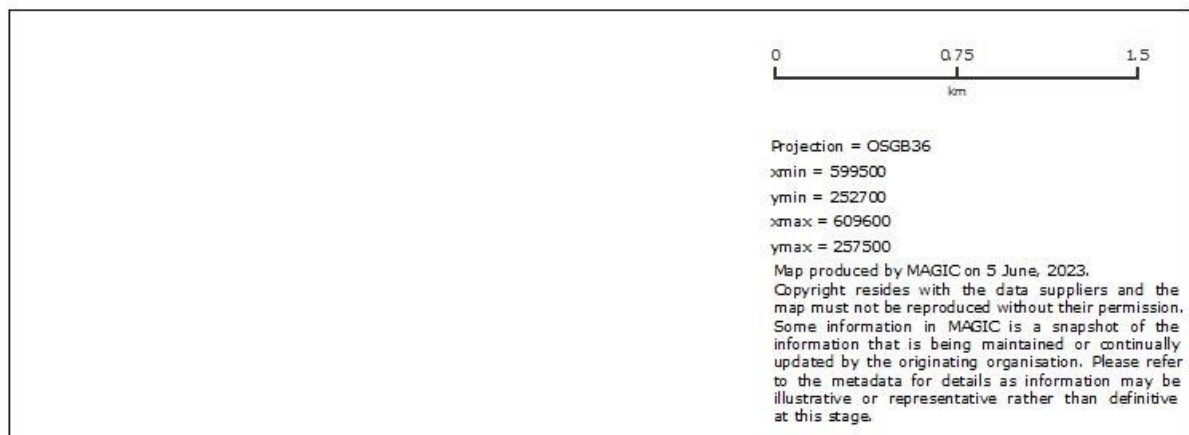 0 0.75 1.5
km
Projection = OSGB36
xmin = 599500
ymin = 252700
xmax = 609600
ymax = 257500
Map produced by MAGIC on 5 June, 2023.
Copyright resides with the data suppliers and the
map must not be reproduced without their permission.
Some information in MAGIC is a snapshot of the
information that is being maintained or continually
updated by the originating organisation. Please refer
to the metadata for details as information may be
illustrative or representative rather than definitive
at this stage.